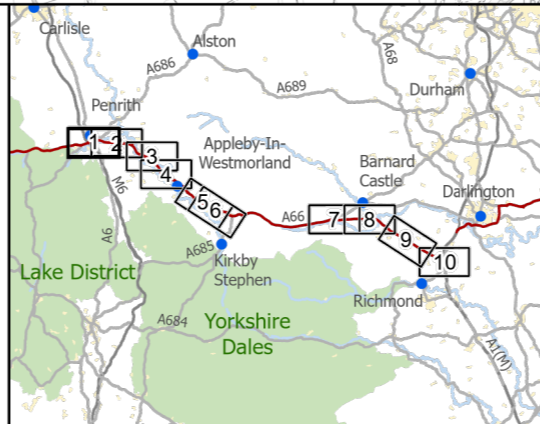 Carlisle
Alston
A68
A686
A689
Durham
Penrith
1
2
3
4
5
6
Appleby-In-
Westmorland
Barnard
Castle
Darlington
M6
A66
7
8
9
10
A6
A685
Kirkby
Stephen
Lake District
Richmond
A684
Yorkshire
Dales
A1(M)